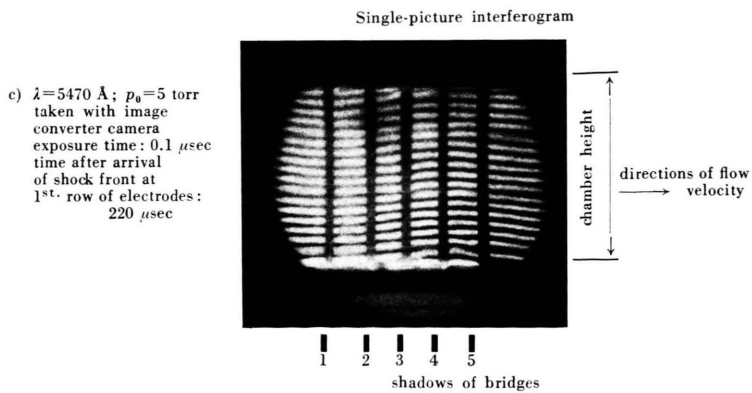 Single-picture interferogram
c) λ=5470 Å; p₀=5 torr
taken with image
converter camera
exposure time: 0.1 μsec
time after arrival
of shock front at
1st. row of electrodes:
220 μsec
chamber height
directions of flow
velocity
1 2 3 4 5
shadows of bridges